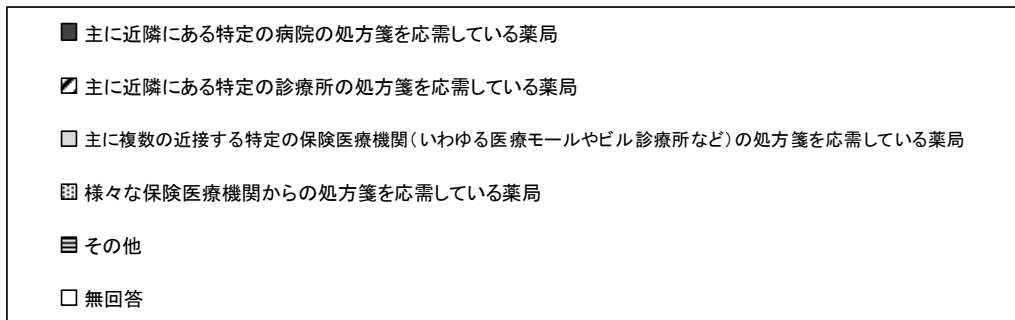 主に近隣にある特定の病院の処方箋を応需している薬局
主に近隣にある特定の診療所の処方箋を応需している薬局
主に複数の近接する特定の保険医療機関(いわゆる医療モールやビル診療所など)の処方箋を応需している薬局
様々な保険医療機関からの処方箋を応需している薬局
その他
無回答